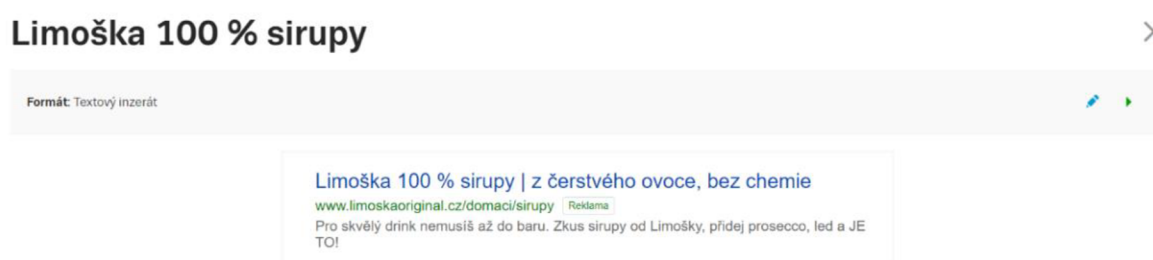 Limoška 100 % sirupy
Formát: Textový inzerát
Limoška 100 % sirupy | z čerstvého ovoce, bez chemie
www.limoskaoriginal.cz/domaci/sirupy Reklama
Pro skvělý drink nemusíš až do baru. Zkus sirupy od Limošky, přidej prosecco, led a JE
TO!